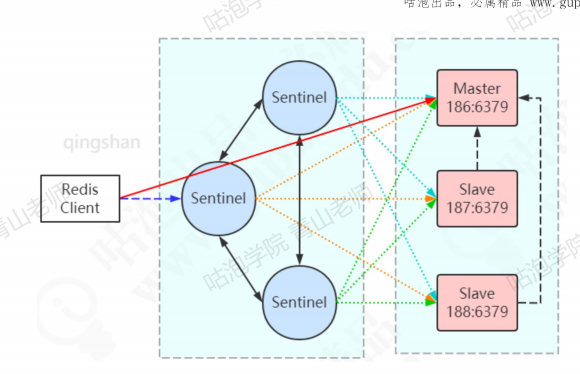 咕泡出品，必属精品 www.gup
咕泡学院
Sentinel
Master
186:6379
qingshan
Redis
Client
Sentinel
Slave
187:6379
青山老师
咕泡学院 青山老师
咕泡学院
Sentinel
Slave
188:6379